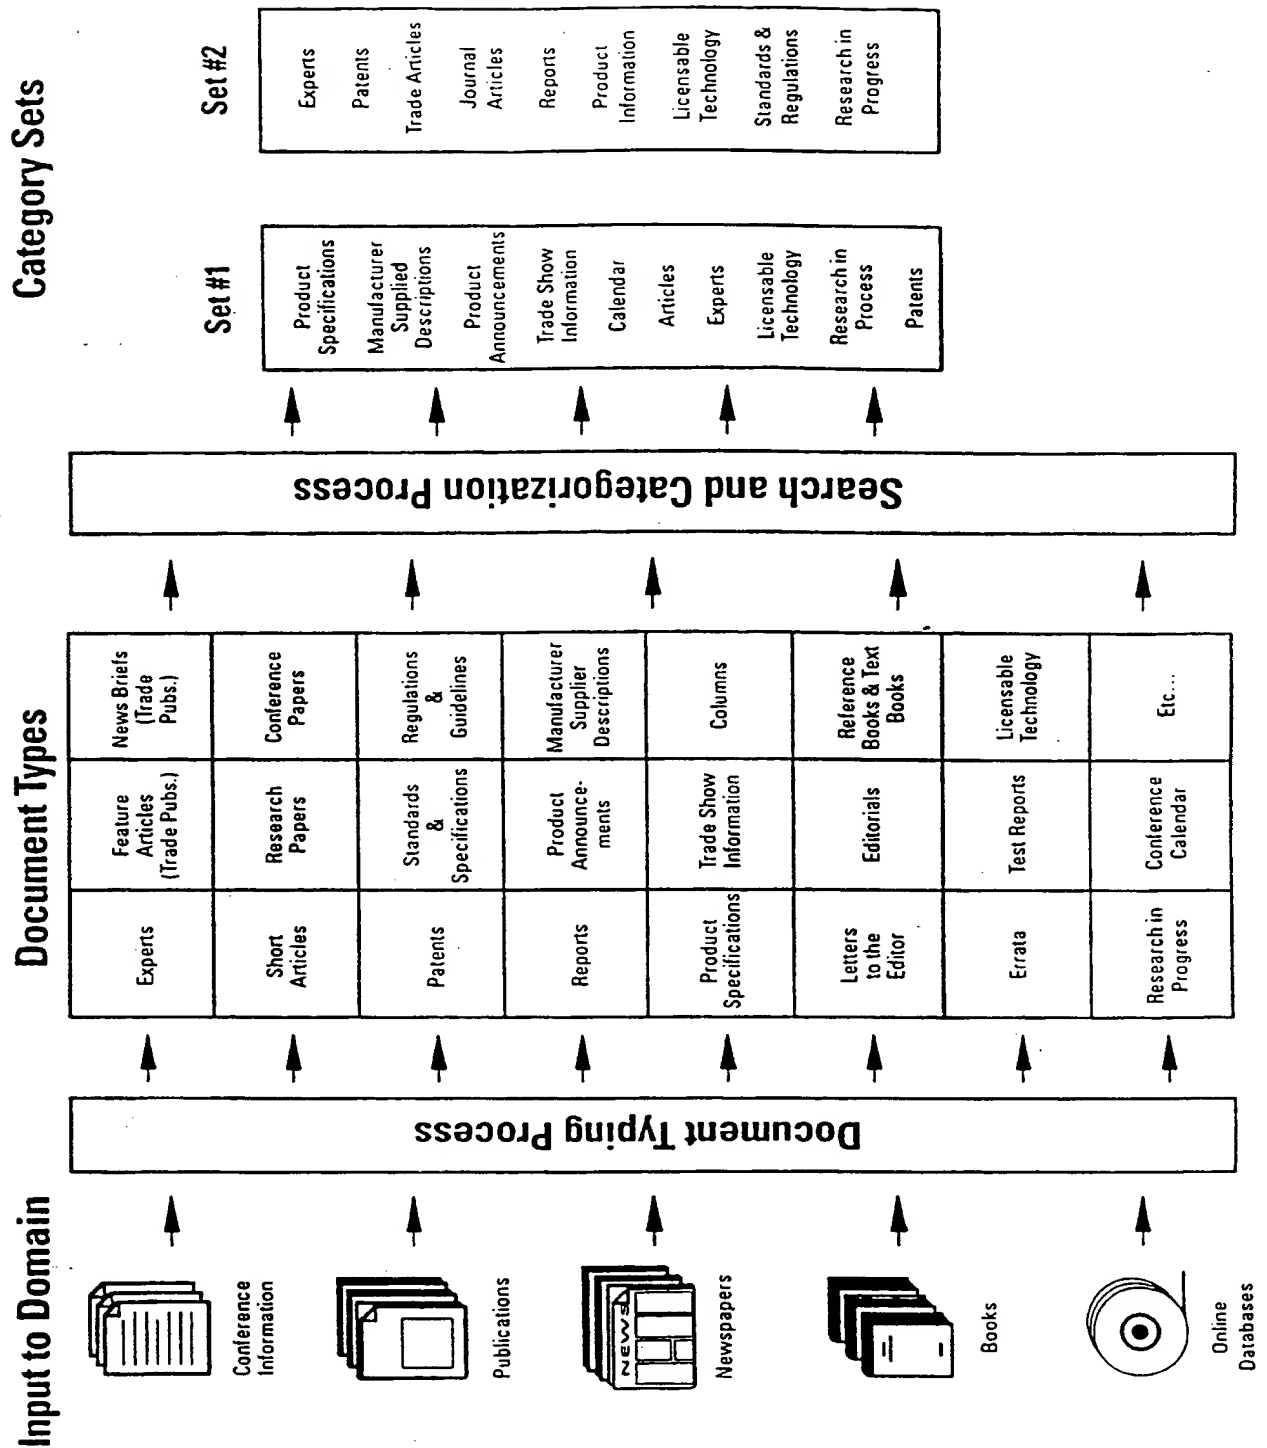 Input to Domain
Conference
Information
Publications
NEWS
Newspapers
Books
Online
Databases
Document Typing Process
Document Types
Experts
Feature
Articles
(Trade Pubs.)
News Briefs
(Trade
Pubs.)
Short
Articles
Research
Papers
Conference
Papers
Patents
Standards
&
Specifications
Regulations
&
Guidelines
Reports
Product
Announce-
ments
Manufacturer
Supplier
Descriptions
Product
Specifications
Trade Show
Information
Columns
Letters
to the
Editor
Editorials
Reference
Books & Text
Books
Errata
Test Reports
Licensable
Technology
Research in
Progress
Conference
Calendar
Etc...
Search and Categorization Process
Category Sets
Set #1
Product
Specifications
Manufacturer
Supplied
Descriptions
Product
Announcements
Trade Show
Information
Calendar
Articles
Experts
Licensable
Technology
Research in
Process
Patents
Set #2
Experts
Patents
Trade Articles
Journal
Articles
Reports
Product
Information
Licensable
Technology
Standards &
Regulations
Research in
Progress